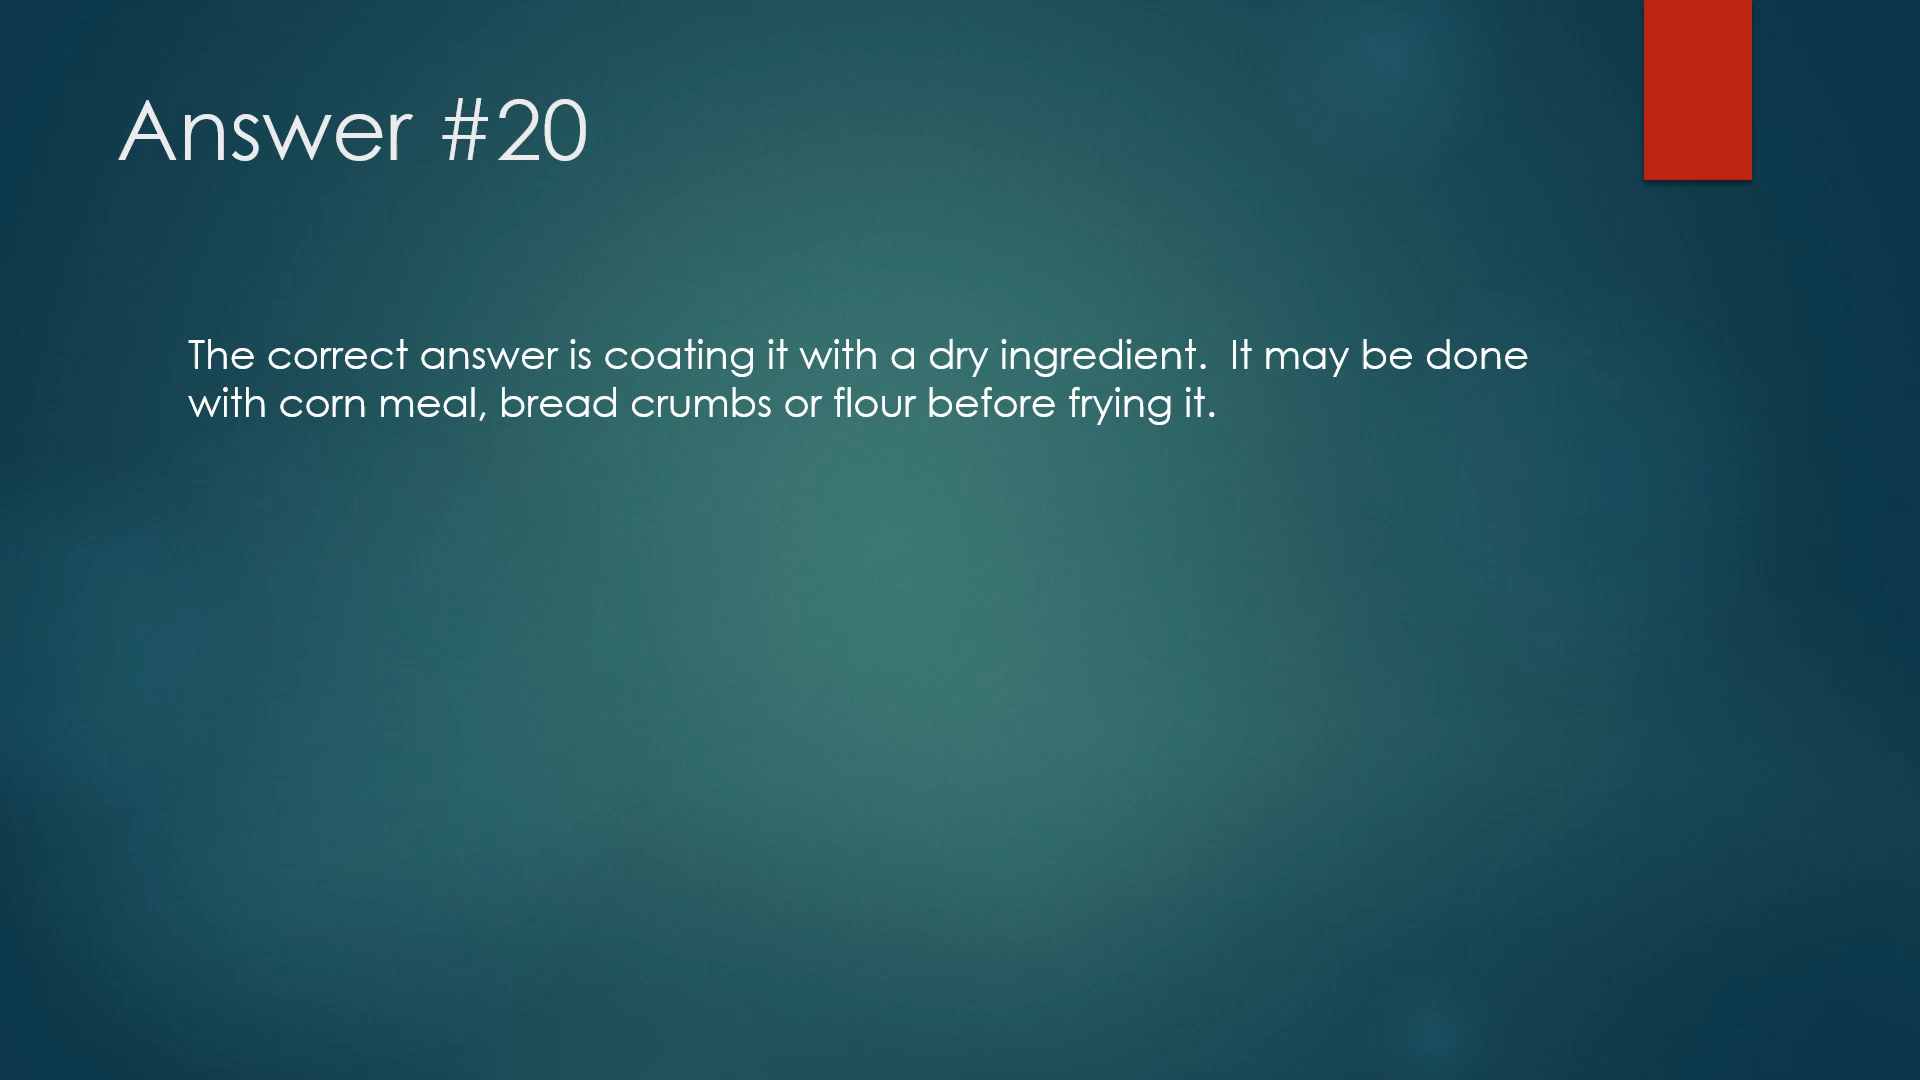 Answer #20
The correct answer is coating it with a dry ingredient.  It may be done
with corn meal, bread crumbs or flour before frying it.